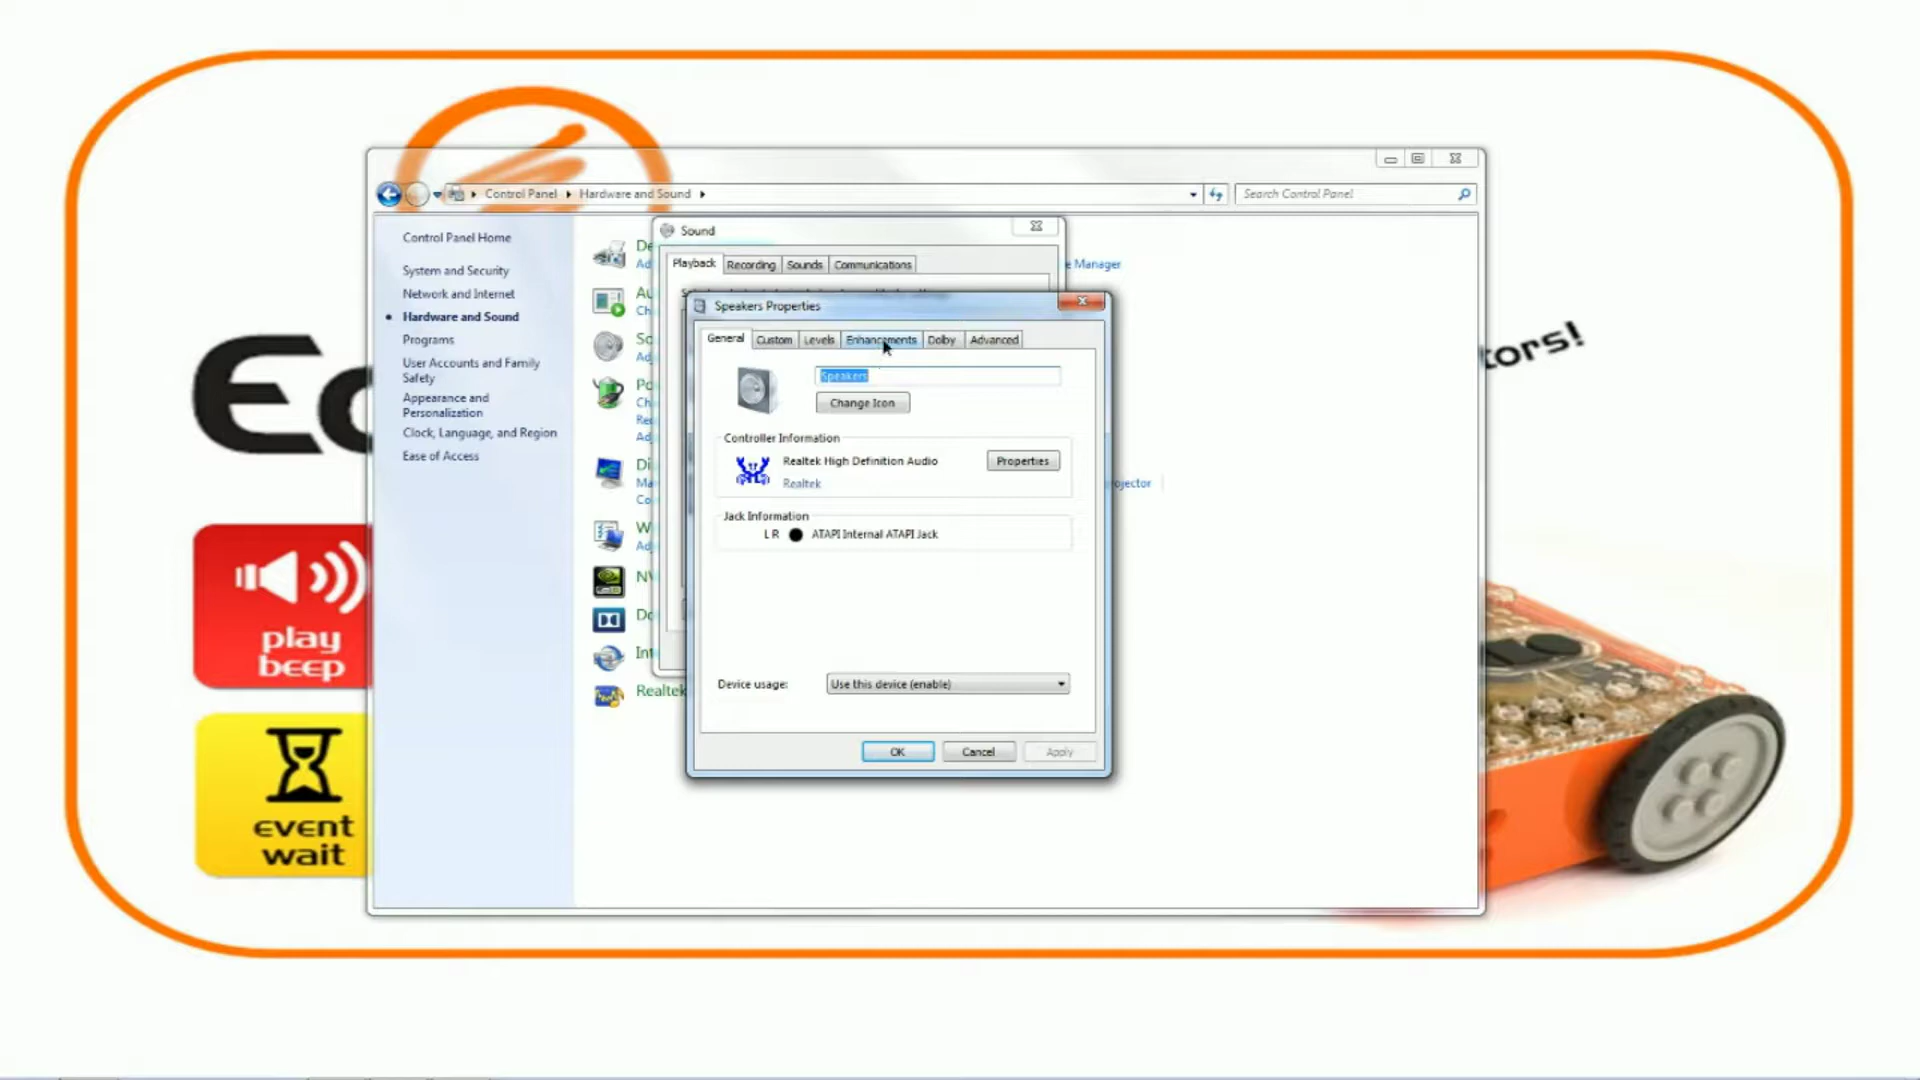 Control Panel
Hardware and Sound
Search Control Panel
Control Panel Home
System and Security
Network and Internet
Hardware and Sound
Programs
User Accounts and Family
Safety
Appearance and
Personalization
Clock, Language, and Region
Ease of Access
Sound
Playback
Recording
Sounds
Communications
e Manager
ojector
Realtek
Speakers Properties
General
Custom
Levels
Enhancements
Dolby
Advanced
Speakers
Change Icon
Controller Information
Realtek High Definition Audio
Properties
Realtek
Jack Information
L R
ATAPI Internal ATAPI Jack
Device usage:
Use this device (enable)
OK
Cancel
Apply
Ed
tors!
play
beep
event
wait